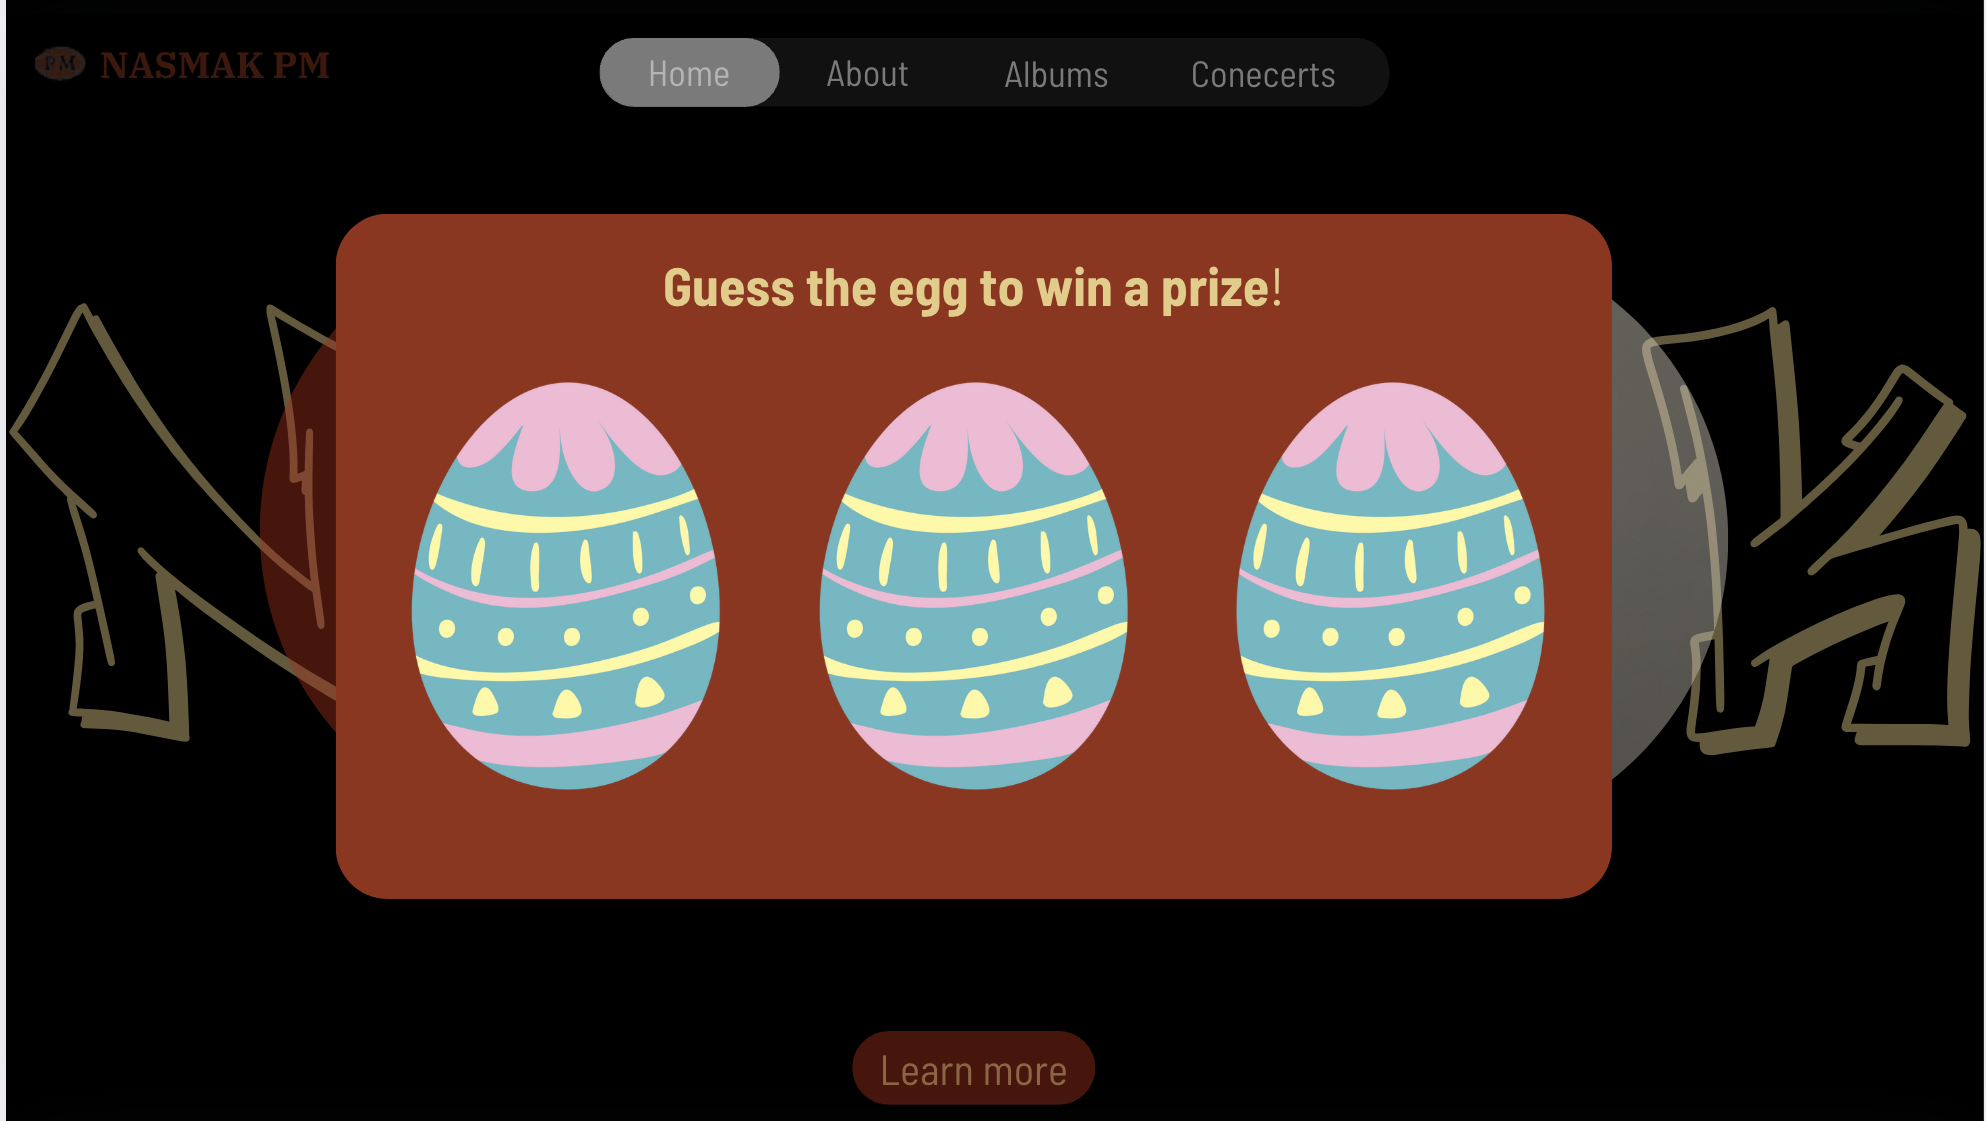 PM NASMAK PM
Home About Albums Conecerts
Guess the egg to win a prize!
Learn more